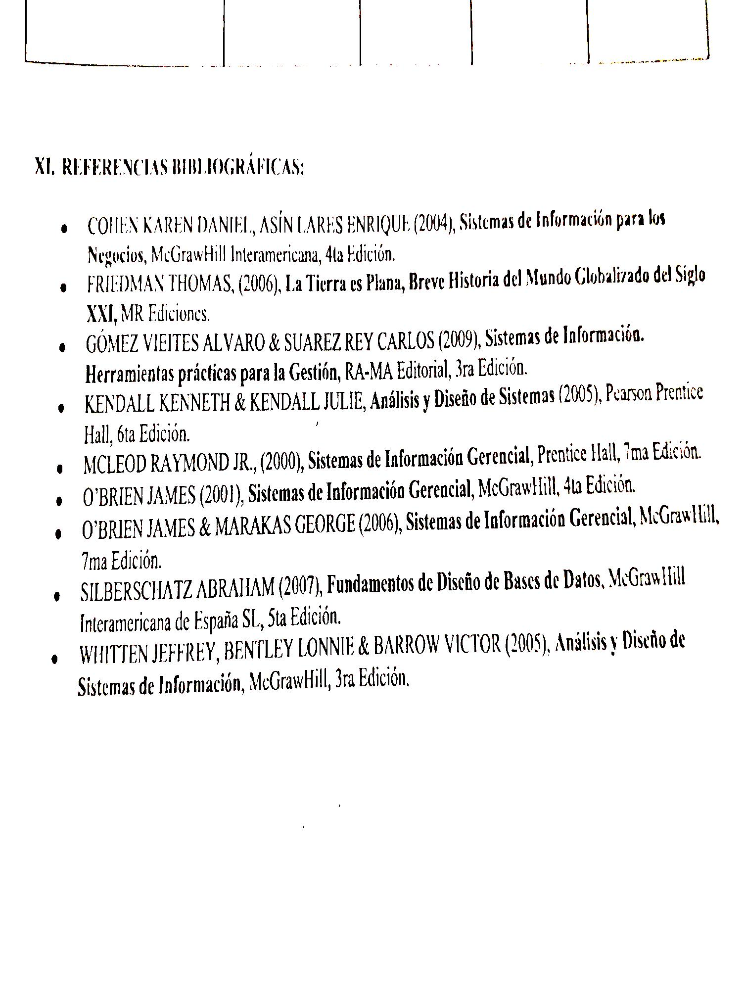 XI. REFERENCIAS BIBLIOGRÁFICAS:
• COHEN KAREN DANIEL, ASÍN LARES ENRIQUE (2004), Sistemas de Información para los
Negocios, McGrawHill Interamericana, 4ta Edición.
• FRIEDMAN THOMAS, (2006), La Tierra es Plana, Breve Historia del Mundo Globalizado del Siglo
XXI, MR Ediciones.
• GÓMEZ VIEITES ALVARO & SUAREZ REY CARLOS (2009), Sistemas de Información.
Herramientas prácticas para la Gestión, RA-MA Editorial, 3ra Edición.
• KENDALL KENNETH & KENDALL JULIE, Análisis y Diseño de Sistemas (2005), Pearson Prentice
Hall, 6ta Edición.
• MCLEOD RAYMOND JR., (2000), Sistemas de Información Gerencial, Prentice Hall, 7ma Edición.
• O'BRIEN JAMES (2001), Sistemas de Información Gerencial, McGrawHill, 4ta Edición.
• O'BRIEN JAMES & MARAKAS GEORGE (2006), Sistemas de Información Gerencial, McGrawHill,
7ma Edición.
• SILBERSCHATZ ABRAHAM (2007), Fundamentos de Diseño de Bases de Datos, McGrawHill
Interamericana de España SL, 5ta Edición.
• WHITTEN JEFFREY, BENTLEY LONNIE & BARROW VICTOR (2005), Análisis y Diseño de
Sistemas de Información, McGrawHill, 3ra Edición.